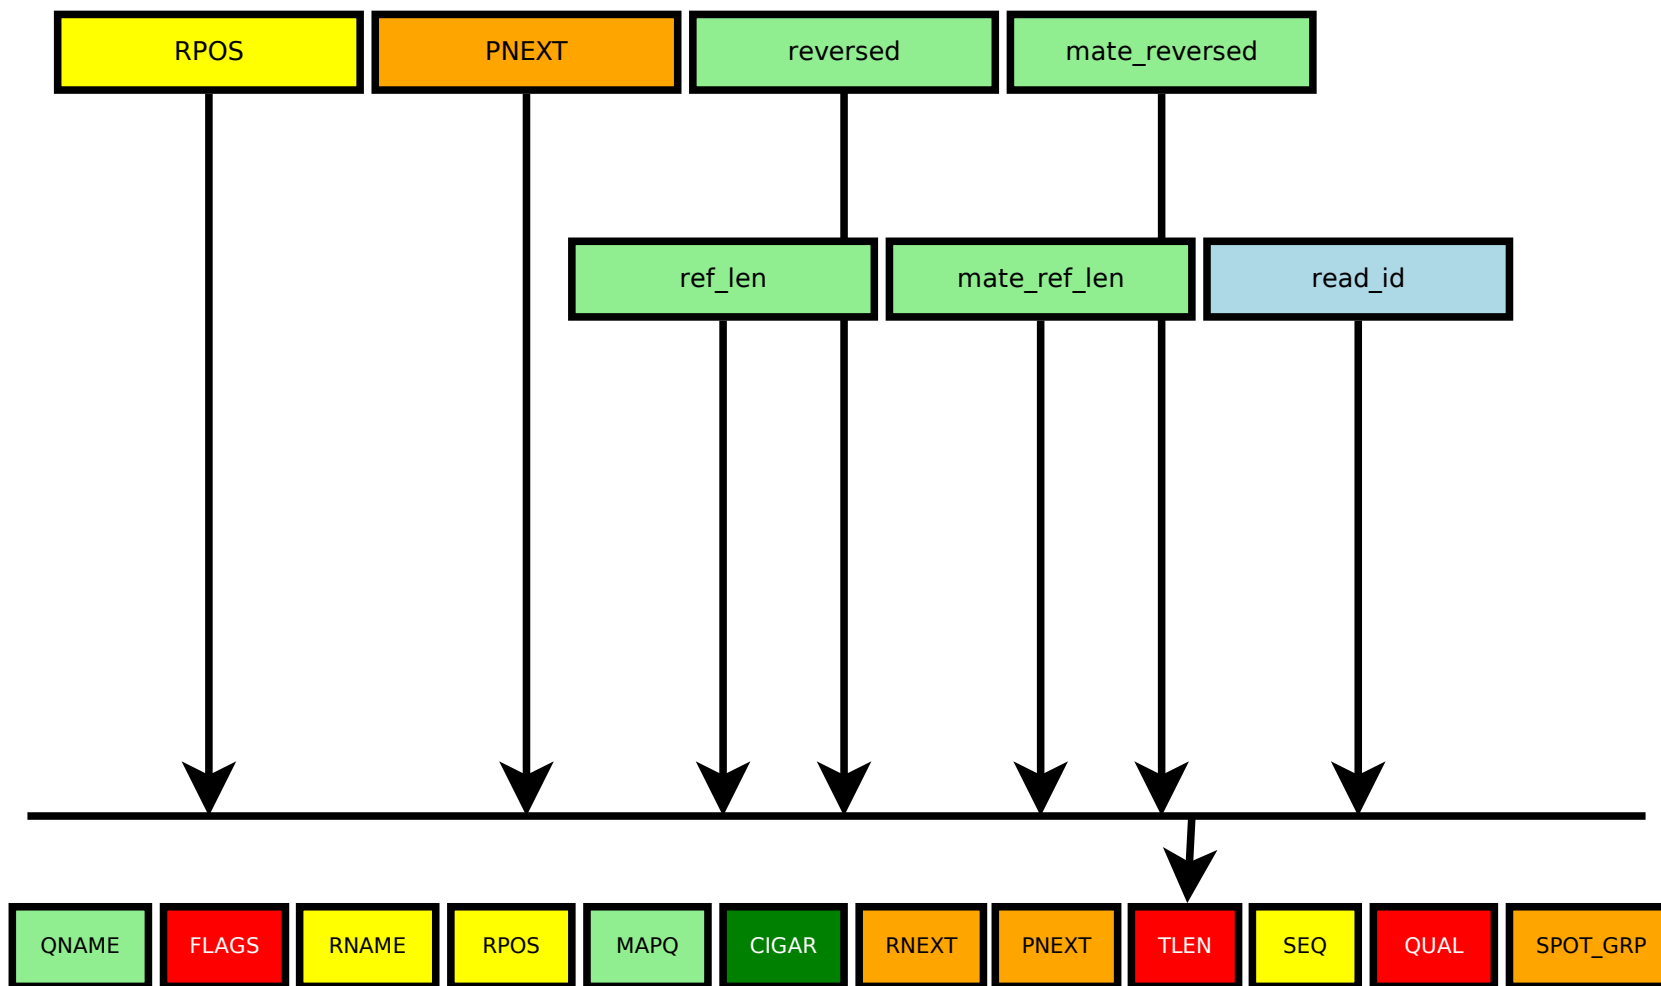 RPOS PNEXT reversed mate_reversed
ref_len mate_ref_len read_id
QNAME FLAGS RNAME RPOS MAPQ CIGAR RNEXT PNEXT TLEN SEQ QUAL SPOT_GRP